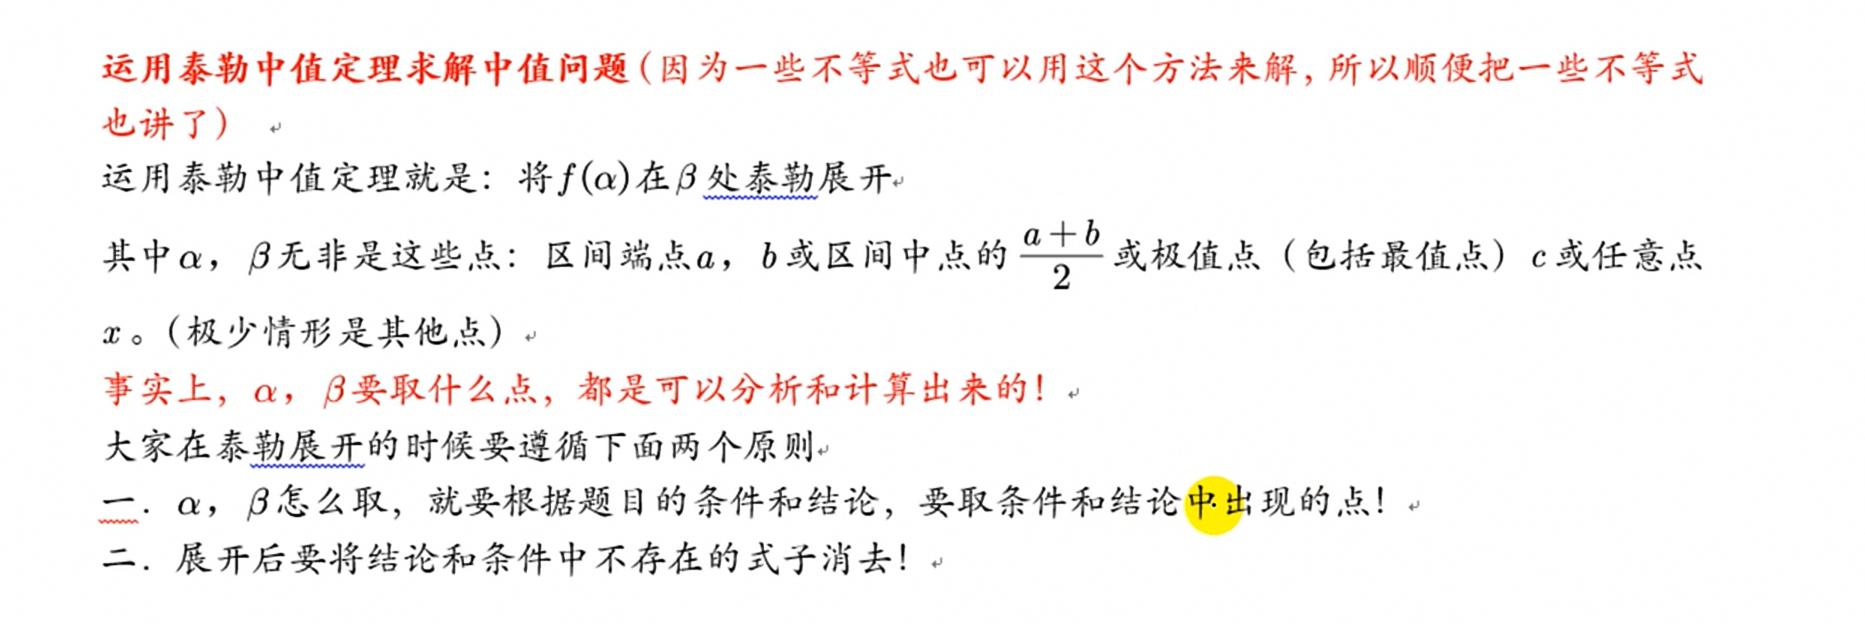 运用泰勒中值定理求解中值问题(因为一些不等式也可以用这个方法来解,所以顺便把一些不等式
也讲了)
运用泰勒中值定理就是：将f(α)在β处泰勒展开
其中α，β无非是这些点：区间端点a，b或区间中点的 (a+b)/2 或极值点（包括最值点）c或任意点
x。（极少情形是其他点）
事实上，α，β要取什么点，都是可以分析和计算出来的！
大家在泰勒展开的时候要遵循下面两个原则
一．α，β怎么取，就要根据题目的条件和结论，要取条件和结论中出现的点！
二．展开后要将结论和条件中不存在的式子消去！